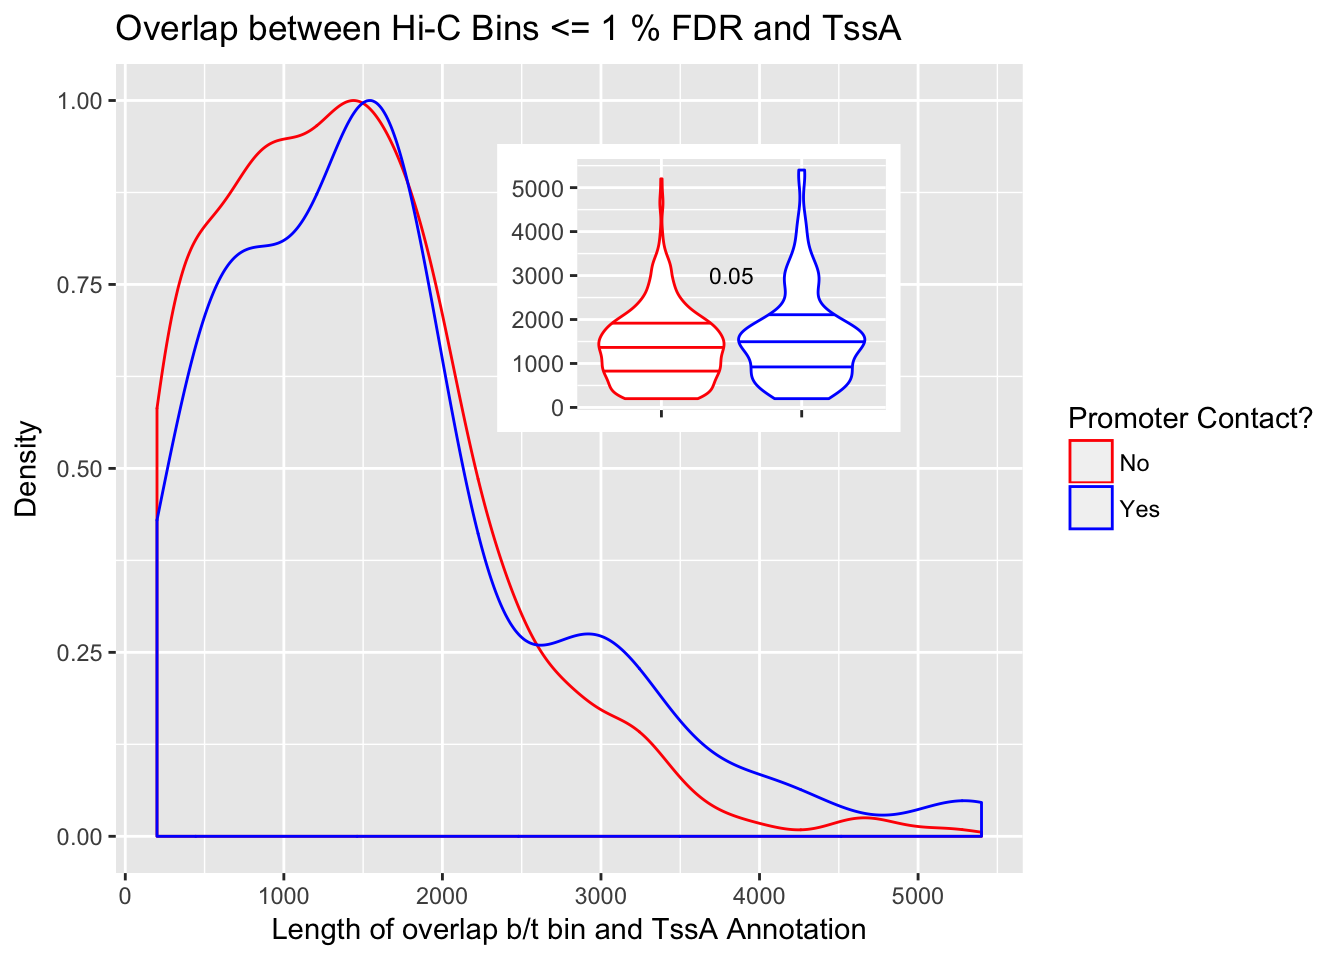 Overlap between Hi-C Bins <= 1 % FDR and TssA
1.00
0.75
0.50
0.25
0.00
Density
5000
4000
3000
2000
1000
0
0.05
0 1000 2000 3000 4000 5000
Length of overlap b/t bin and TssA Annotation
Promoter Contact?
No
Yes